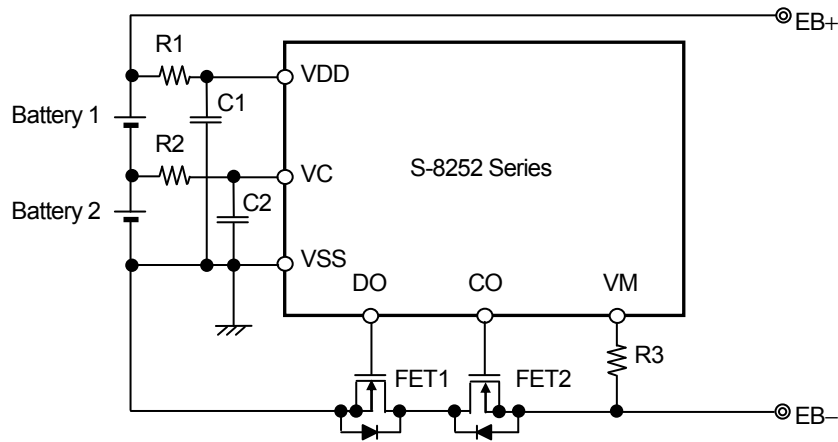 EB+
R1
VDD
C1
Battery 1
R2
S-8252 Series
VC
C2
Battery 2
VSS
DO
CO
VM
R3
FET1
FET2
EB−